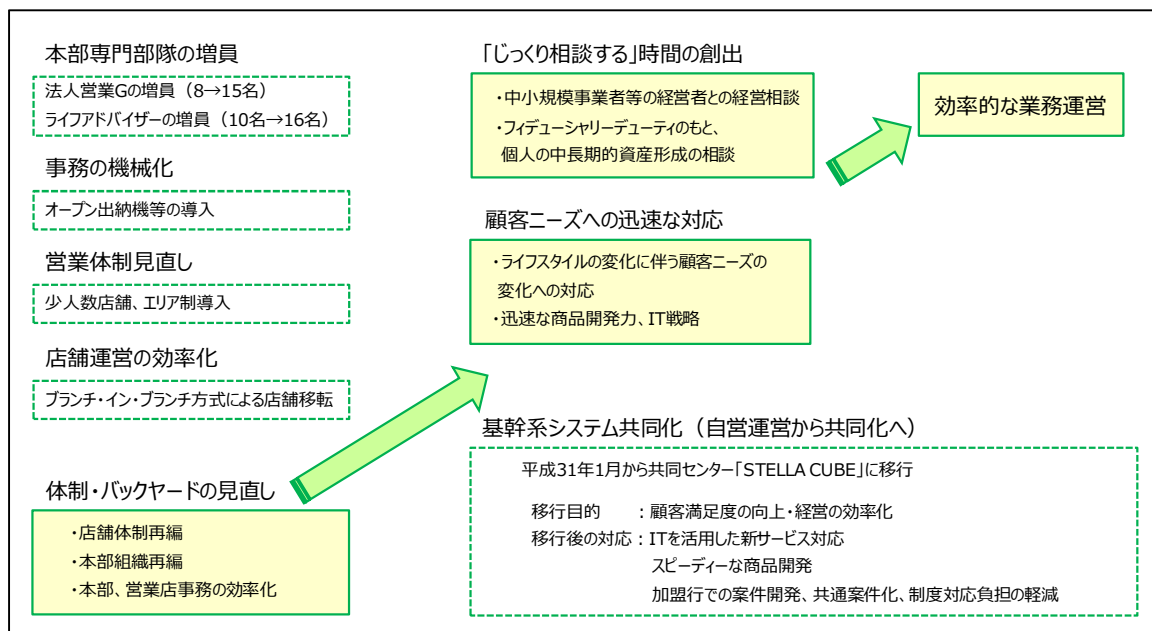 本部専門部隊の増員
法人営業Gの増員（8→15名）
ライフアドバイザーの増員（10名→16名）
事務の機械化
オープン出納機等の導入
営業体制見直し
少人数店舗、エリア制導入
店舗運営の効率化
ブランチ・イン・ブランチ方式による店舗移転
体制・バックヤードの見直し
・店舗体制再編
・本部組織再編
・本部、営業店事務の効率化
「じっくり相談する」時間の創出
・中小規模事業者等の経営者との経営相談
・フィデューシャリーデューティのもと、
個人の中長期的資産形成の相談
顧客ニーズへの迅速な対応
・ライフスタイルの変化に伴う顧客ニーズの
変化への対応
・迅速な商品開発力、IT戦略
基幹系システム共同化（自営運営から共同化へ）
平成31年1月から共同センター「STELLA CUBE」に移行
移行目的　　：顧客満足度の向上・経営の効率化
移行後の対応：ITを活用した新サービス対応
スピーディーな商品開発
加盟行での案件開発、共通案件化、制度対応負担の軽減
効率的な業務運営